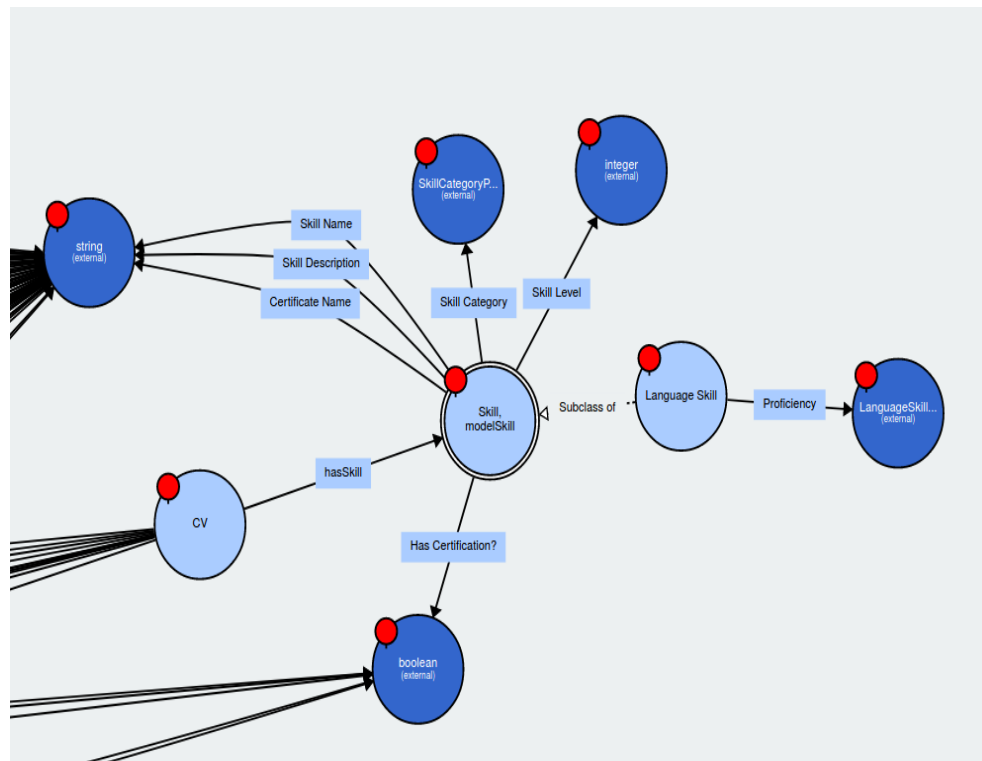 SkillCategoryP...
(external)
integer
(external)
string
(external)
Skill Name
Skill Description
Certificate Name
Skill Category
Skill Level
Skill,
modelSkill
Subclass of
Language Skill
Proficiency
LanguageSkill...
(external)
hasSkill
CV
Has Certification?
boolean
(external)